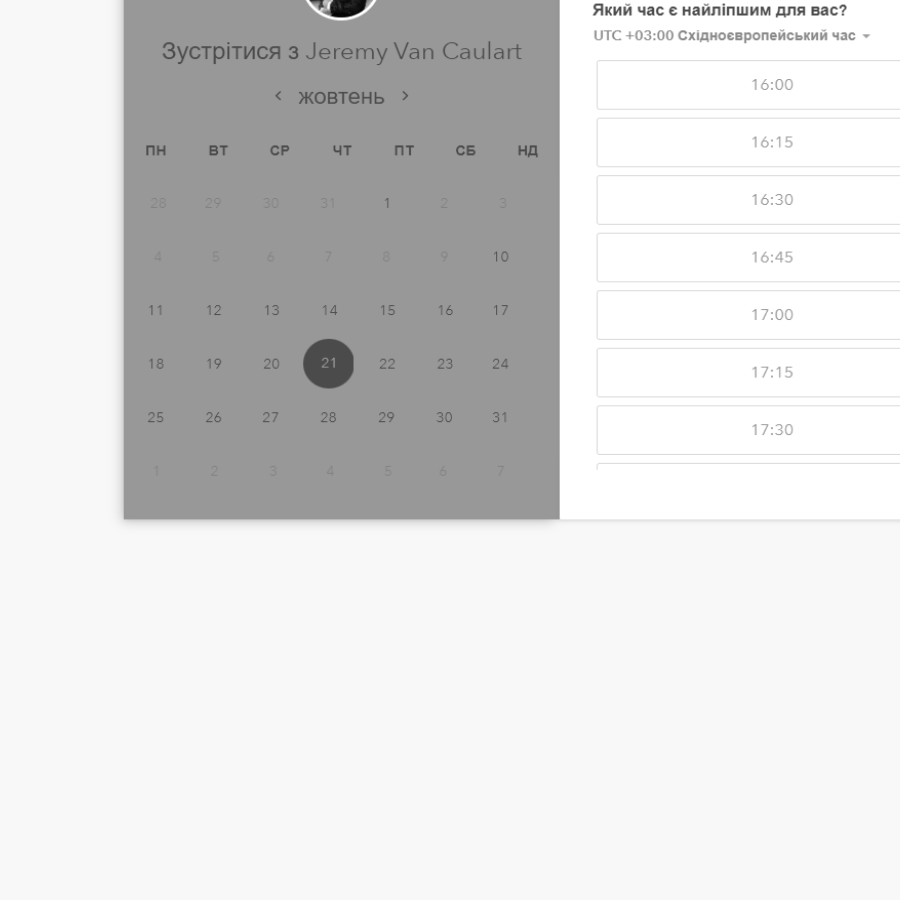 Зустрітися з Jeremy Van Caulart
жовтень
ПН ВТ СР ЧТ ПТ СБ НД
28 29 30 31 1 2 3
4 5 6 7 8 9 10
11 12 13 14 15 16 17
18 19 20 21 22 23 24
25 26 27 28 29 30 31
1 2 3 4 5 6 7
Який час є найліпшим для вас?
UTC +03:00 Східноєвропейський час
16:00
16:15
16:30
16:45
17:00
17:15
17:30